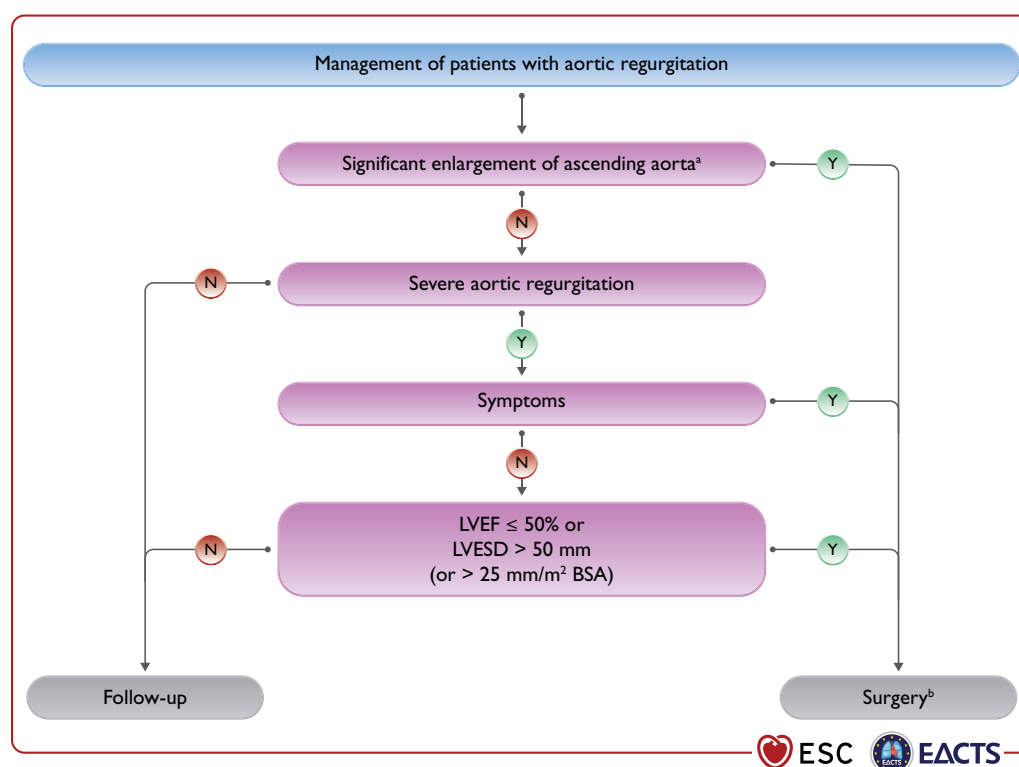 Management of patients with aortic regurgitation
Significant enlargement of ascending aortaᵃ
Y
N
N
Severe aortic regurgitation
Y
Symptoms
Y
N
N
LVEF ≤ 50% or
LVESD > 50 mm
(or > 25 mm/m² BSA)
Y
Follow-up
Surgeryᵇ
ESC
EACTS
EACTS